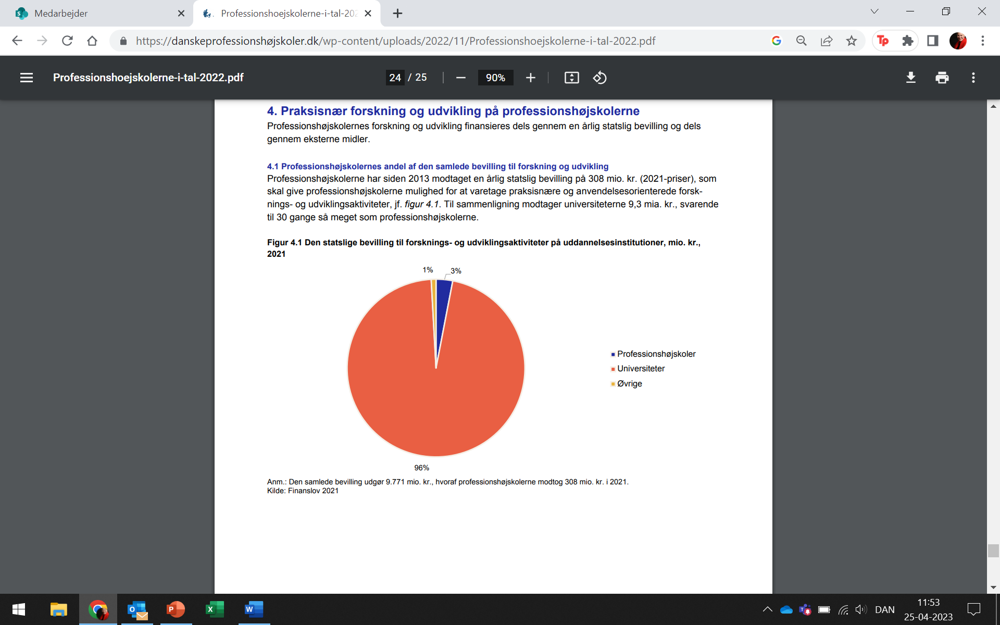 Medarbejder
Professionshoejskolerne-i-tal-202
https://danskeprofessionshøjskoler.dk/wp-content/uploads/2022/11/Professionshoejskolerne-i-tal-2022.pdf
Tp
Professionshoejskolerne-i-tal-2022.pdf
24 / 25
90%
4. Praksisnær forskning og udvikling på professionshøjskolerne
Professionshøjskolernes forskning og udvikling finansieres dels gennem en årlig statslig bevilling og dels
gennem eksterne midler.
4.1 Professionshøjskolernes andel af den samlede bevilling til forskning og udvikling
Professionshøjskolerne har siden 2013 modtaget en årlig statslig bevilling på 308 mio. kr. (2021-priser), som
skal give professionshøjskolerne mulighed for at varetage praksisnære og anvendelsesorienterede forsk-
nings- og udviklingsaktiviteter, jf. figur 4.1. Til sammenligning modtager universiteterne 9,3 mia. kr., svarende
til 30 gange så meget som professionshøjskolerne.
Figur 4.1 Den statslige bevilling til forsknings- og udviklingsaktiviteter på uddannelsesinstitutioner, mio. kr.,
2021
1%
3%
Professionshøjskoler
Universiteter
Øvrige
96%
Anm.: Den samlede bevilling udgør 9.771 mio. kr., hvoraf professionshøjskolerne modtog 308 mio. kr. i 2021.
Kilde: Finanslov 2021
DAN
11:53
25-04-2023